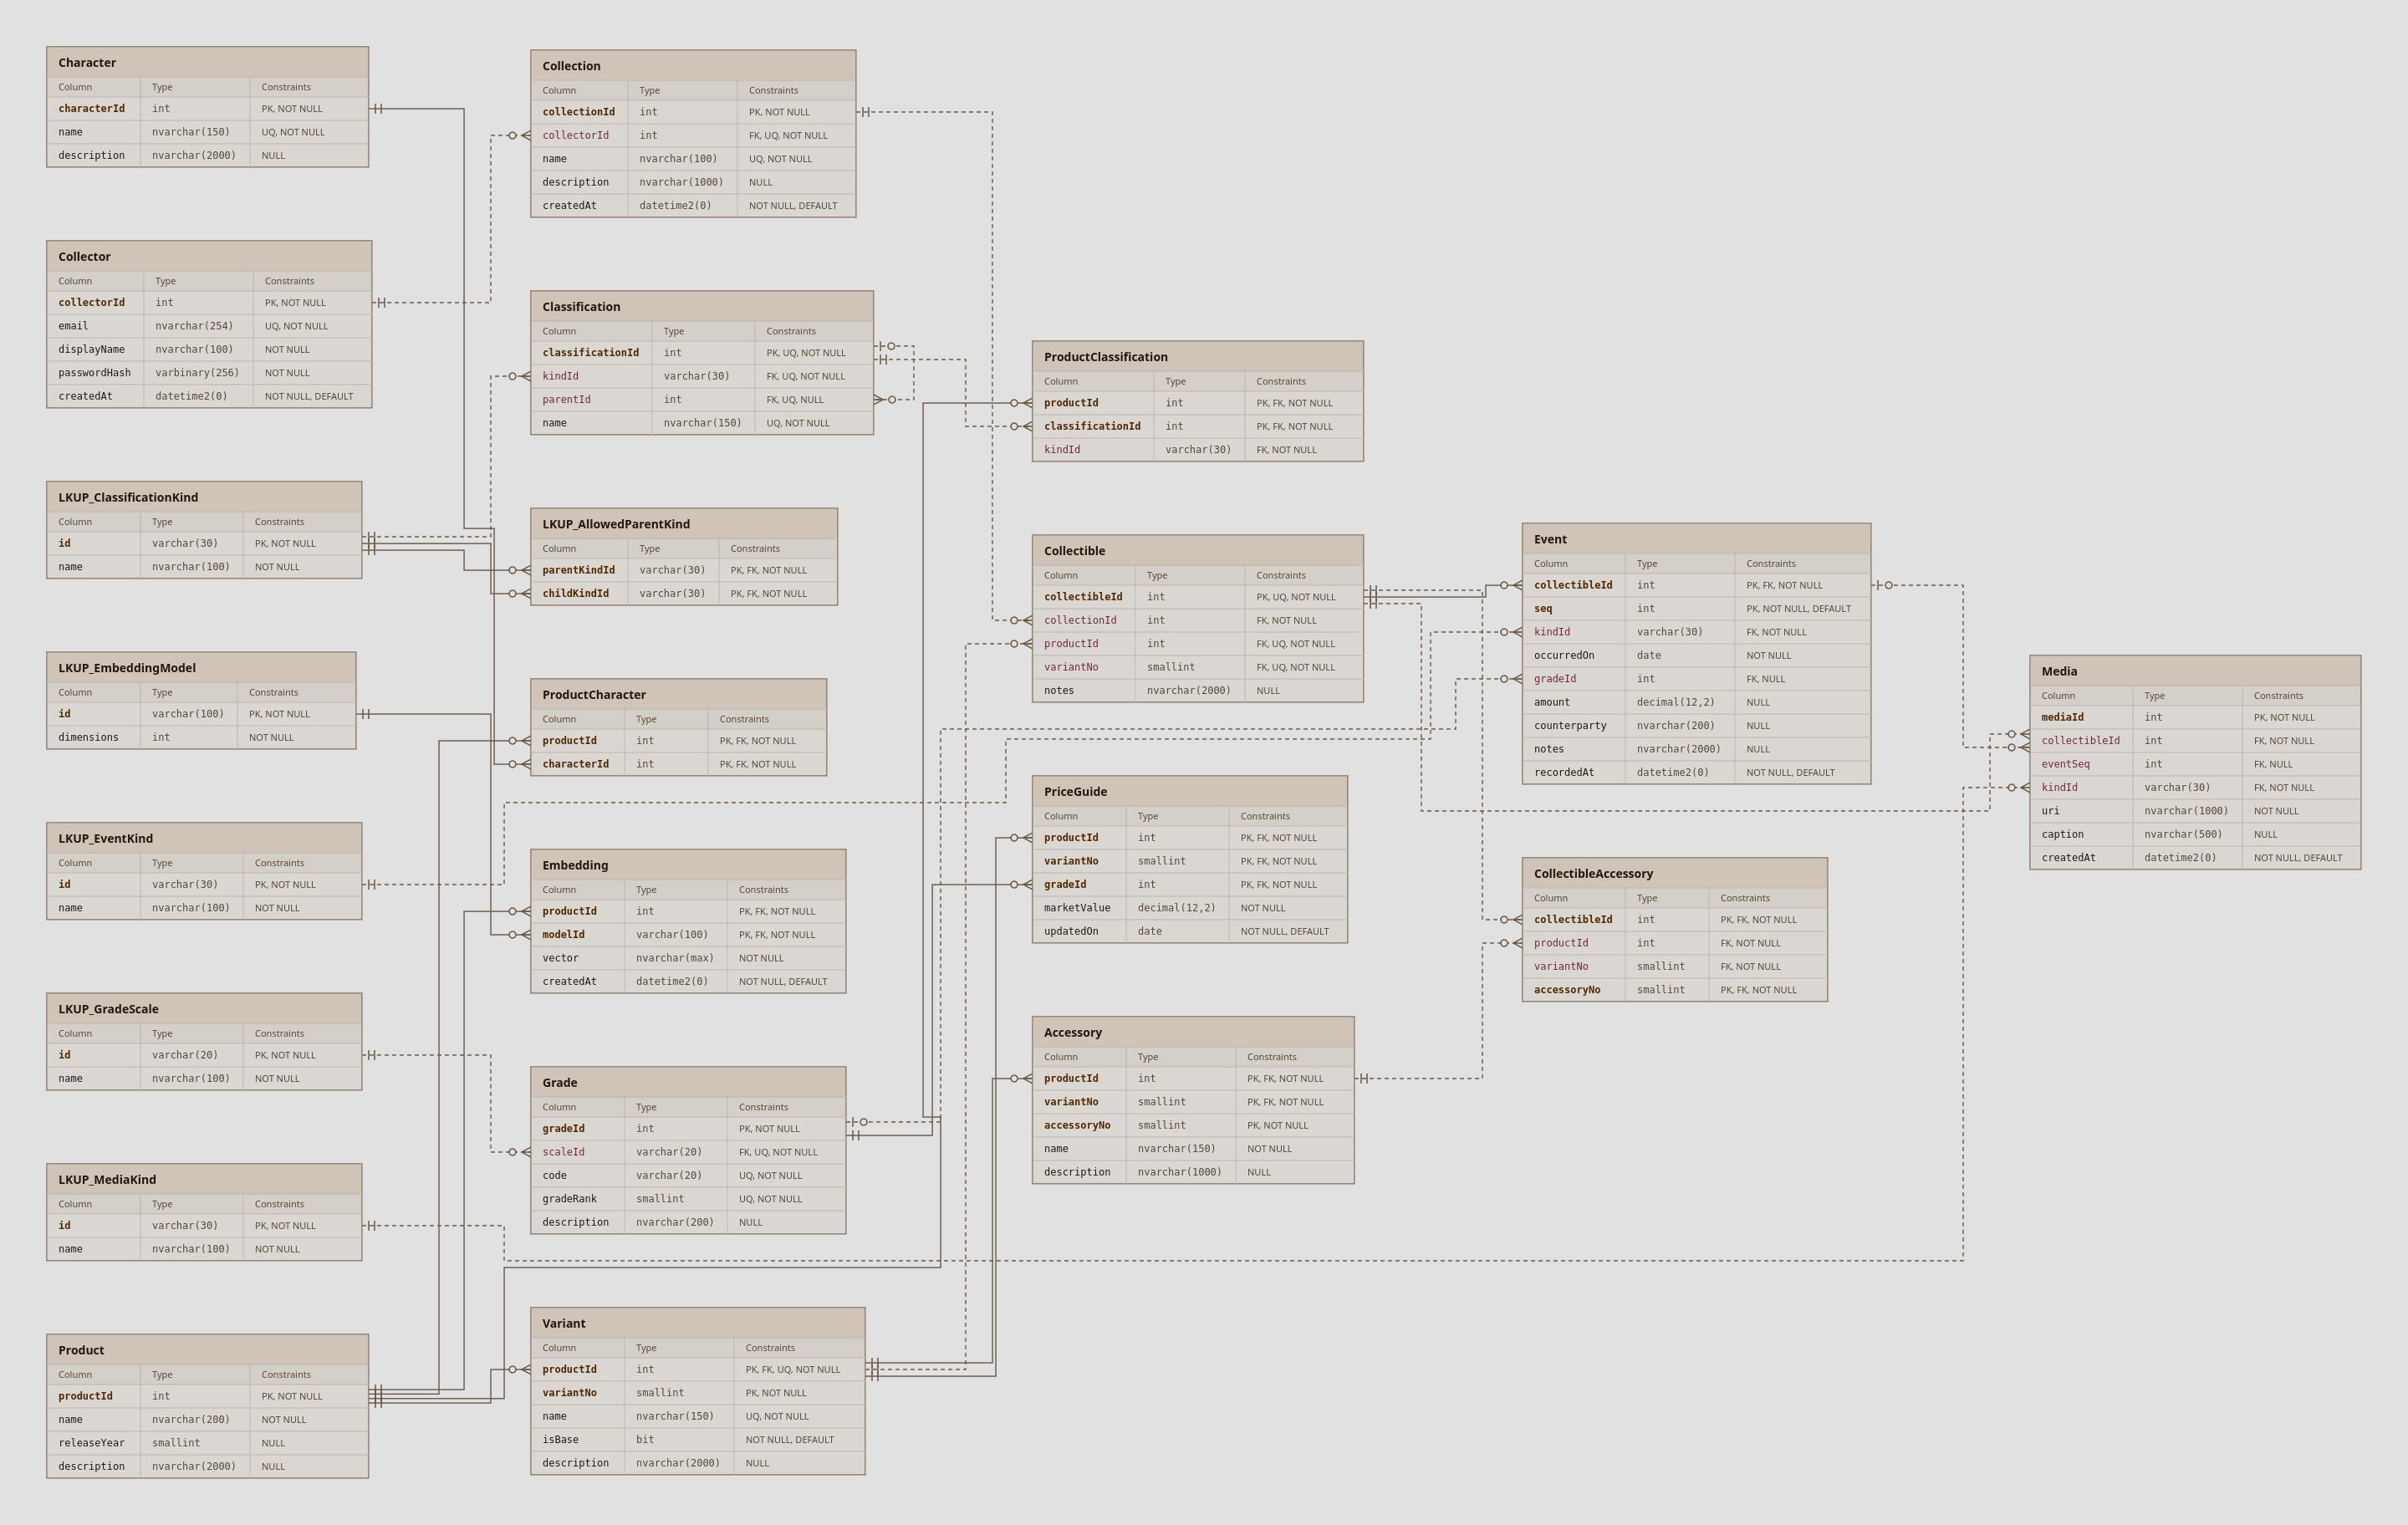 Character
Column Type Constraints
characterId int PK, NOT NULL
name nvarchar(150) UQ, NOT NULL
description nvarchar(2000) NULL
Collector
Column Type Constraints
collectorId int PK, NOT NULL
email nvarchar(254) UQ, NOT NULL
displayName nvarchar(100) NOT NULL
passwordHash varbinary(256) NOT NULL
createdAt datetime2(0) NOT NULL, DEFAULT
LKUP_ClassificationKind
Column Type Constraints
id varchar(30) PK, NOT NULL
name nvarchar(100) NOT NULL
LKUP_EmbeddingModel
Column Type Constraints
id varchar(100) PK, NOT NULL
dimensions int NOT NULL
LKUP_EventKind
Column Type Constraints
id varchar(30) PK, NOT NULL
name nvarchar(100) NOT NULL
LKUP_GradeScale
Column Type Constraints
id varchar(20) PK, NOT NULL
name nvarchar(100) NOT NULL
LKUP_MediaKind
Column Type Constraints
id varchar(30) PK, NOT NULL
name nvarchar(100) NOT NULL
Product
Column Type Constraints
productId int PK, NOT NULL
name nvarchar(200) NOT NULL
releaseYear smallint NULL
description nvarchar(2000) NULL
Collection
Column Type Constraints
collectionId int PK, NOT NULL
collectorId int FK, UQ, NOT NULL
name nvarchar(100) UQ, NOT NULL
description nvarchar(1000) NULL
createdAt datetime2(0) NOT NULL, DEFAULT
Classification
Column Type Constraints
classificationId int PK, UQ, NOT NULL
kindId varchar(30) FK, UQ, NOT NULL
parentId int FK, UQ, NULL
name nvarchar(150) UQ, NOT NULL
LKUP_AllowedParentKind
Column Type Constraints
parentKindId varchar(30) PK, FK, NOT NULL
childKindId varchar(30) PK, FK, NOT NULL
ProductCharacter
Column Type Constraints
productId int PK, FK, NOT NULL
characterId int PK, FK, NOT NULL
Embedding
Column Type Constraints
productId int PK, FK, NOT NULL
modelId varchar(100) PK, FK, NOT NULL
vector nvarchar(max) NOT NULL
createdAt datetime2(0) NOT NULL, DEFAULT
Grade
Column Type Constraints
gradeId int PK, NOT NULL
scaleId varchar(20) FK, UQ, NOT NULL
code varchar(20) UQ, NOT NULL
gradeRank smallint UQ, NOT NULL
description nvarchar(200) NULL
Variant
Column Type Constraints
productId int PK, FK, UQ, NOT NULL
variantNo smallint PK, NOT NULL
name nvarchar(150) UQ, NOT NULL
isBase bit NOT NULL, DEFAULT
description nvarchar(2000) NULL
ProductClassification
Column Type Constraints
productId int PK, FK, NOT NULL
classificationId int PK, FK, NOT NULL
kindId varchar(30) FK, NOT NULL
Collectible
Column Type Constraints
collectibleId int PK, UQ, NOT NULL
collectionId int FK, NOT NULL
productId int FK, UQ, NOT NULL
variantNo smallint FK, UQ, NOT NULL
notes nvarchar(2000) NULL
PriceGuide
Column Type Constraints
productId int PK, FK, NOT NULL
variantNo smallint PK, FK, NOT NULL
gradeId int PK, FK, NOT NULL
marketValue decimal(12,2) NOT NULL
updatedOn date NOT NULL, DEFAULT
Accessory
Column Type Constraints
productId int PK, FK, NOT NULL
variantNo smallint PK, FK, NOT NULL
accessoryNo smallint PK, NOT NULL
name nvarchar(150) NOT NULL
description nvarchar(1000) NULL
Event
Column Type Constraints
collectibleId int PK, FK, NOT NULL
seq int PK, NOT NULL, DEFAULT
kindId varchar(30) FK, NOT NULL
occurredOn date NOT NULL
gradeId int FK, NULL
amount decimal(12,2) NULL
counterparty nvarchar(200) NULL
notes nvarchar(2000) NULL
recordedAt datetime2(0) NOT NULL, DEFAULT
CollectibleAccessory
Column Type Constraints
collectibleId int PK, FK, NOT NULL
productId int FK, NOT NULL
variantNo smallint FK, NOT NULL
accessoryNo smallint PK, FK, NOT NULL
Media
Column Type Constraints
mediaId int PK, NOT NULL
collectibleId int FK, NOT NULL
eventSeq int FK, NULL
kindId varchar(30) FK, NOT NULL
uri nvarchar(1000) NOT NULL
caption nvarchar(500) NULL
createdAt datetime2(0) NOT NULL, DEFAULT